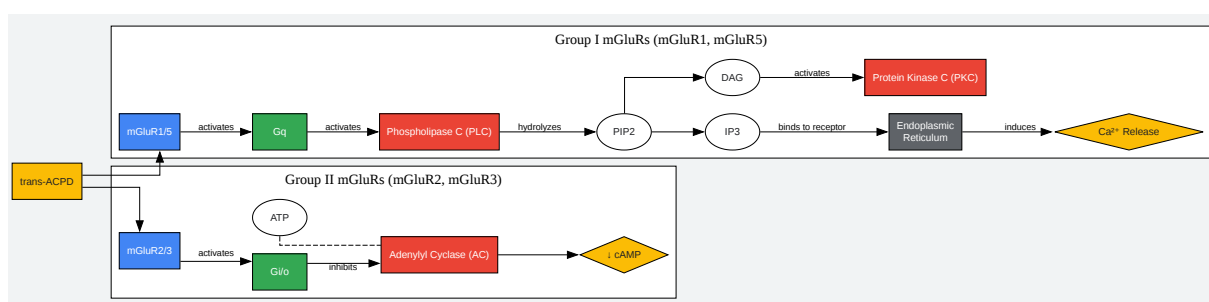 Group I mGluRs (mGluR1, mGluR5)
DAG
activates
Protein Kinase C (PKC)
mGluR1/5
activates
Gq
activates
Phospholipase C (PLC)
hydrolyzes
PIP2
IP3
binds to receptor
Endoplasmic
Reticulum
induces
Ca²⁺ Release
trans-ACPD
Group II mGluRs (mGluR2, mGluR3)
ATP
mGluR2/3
activates
Gi/o
inhibits
Adenylyl Cyclase (AC)
↓ cAMP